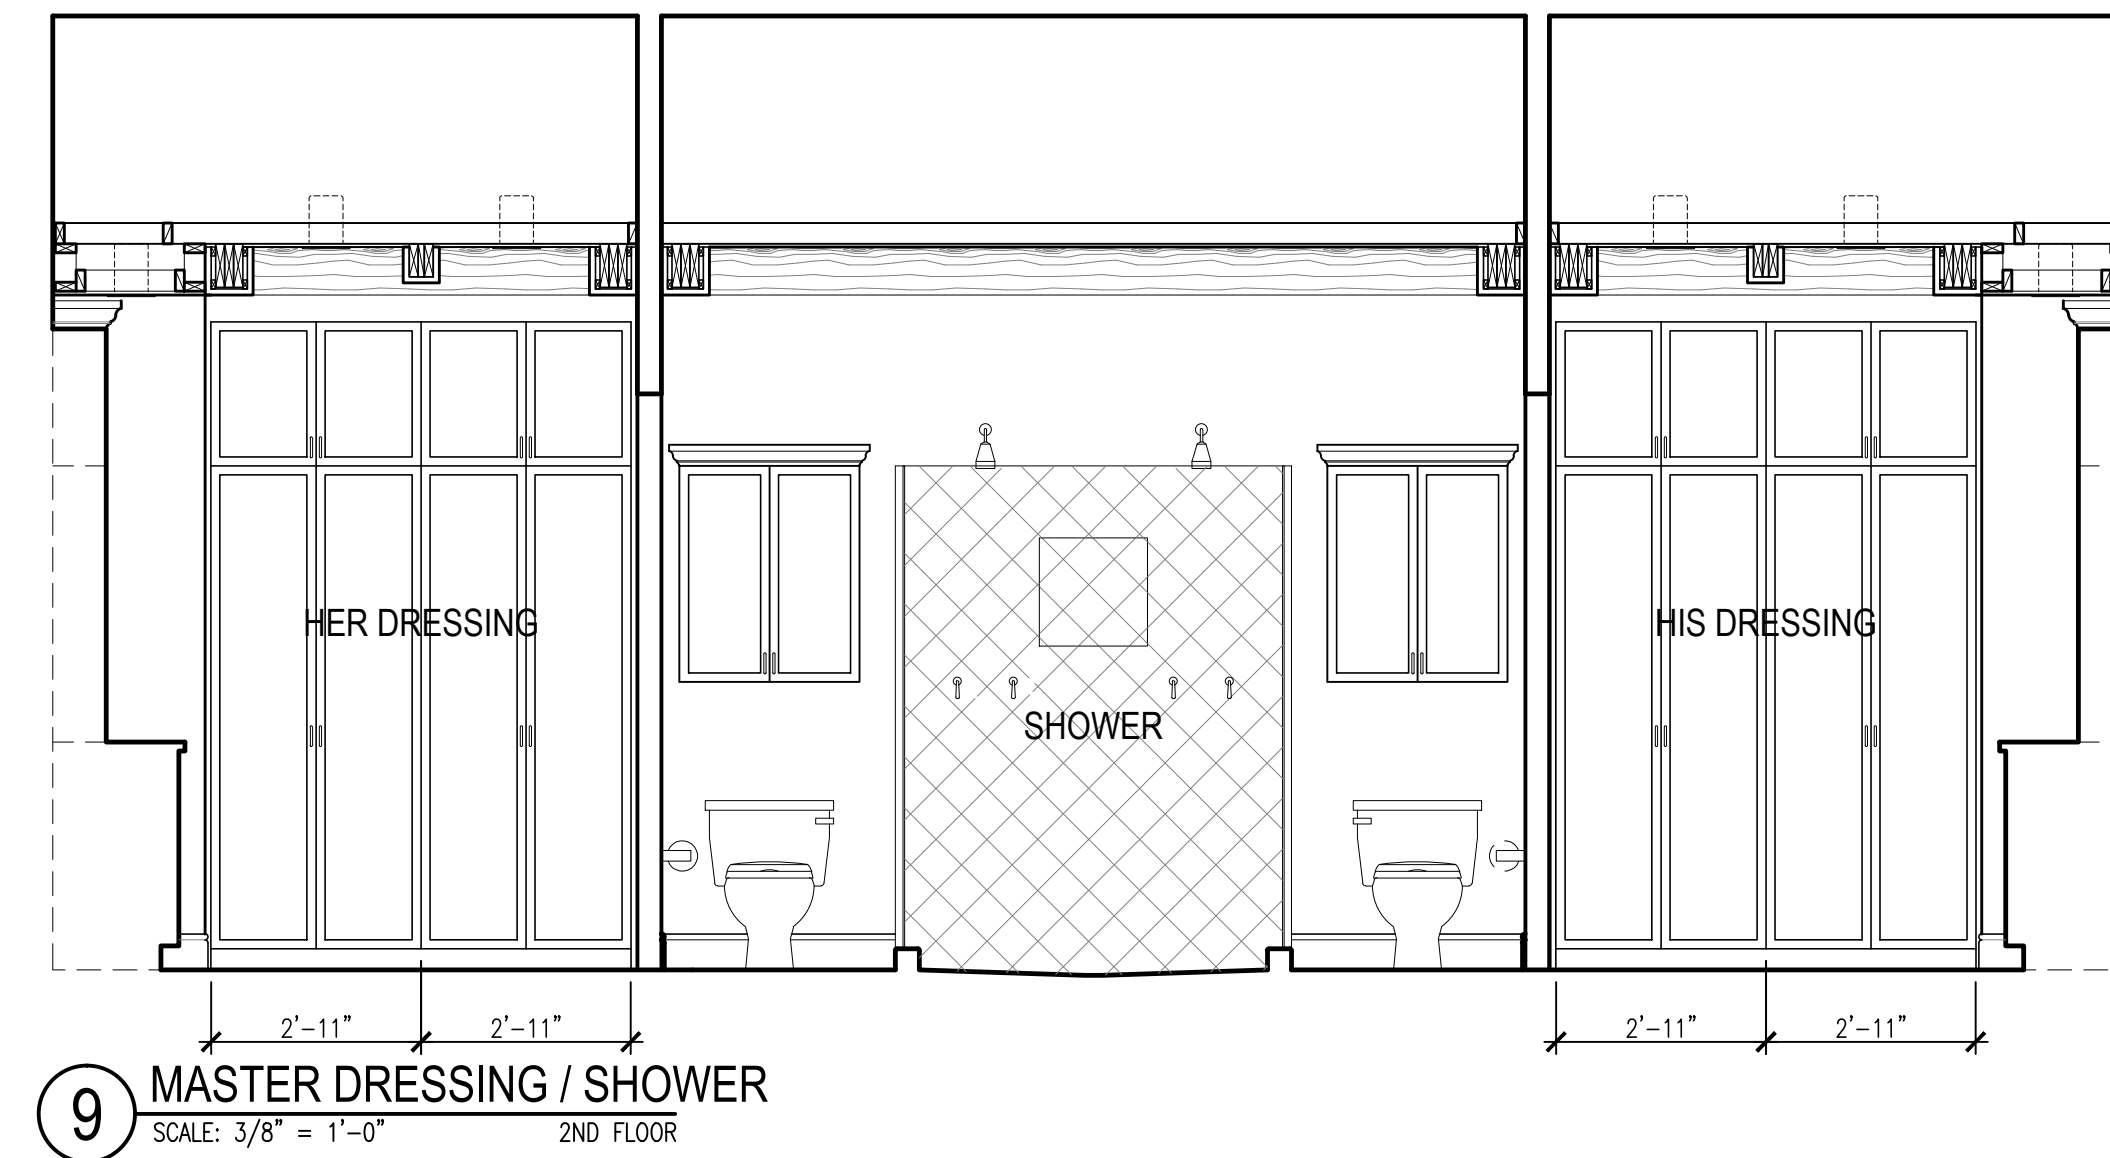 HER DRESSING
HIS DRESSING
SHOWER
2’-11” 2’-11” 2’-11” 2’-11”
9 MASTER DRESSING / SHOWER
SCALE: 3/8” = 1’-0” 2ND FLOOR